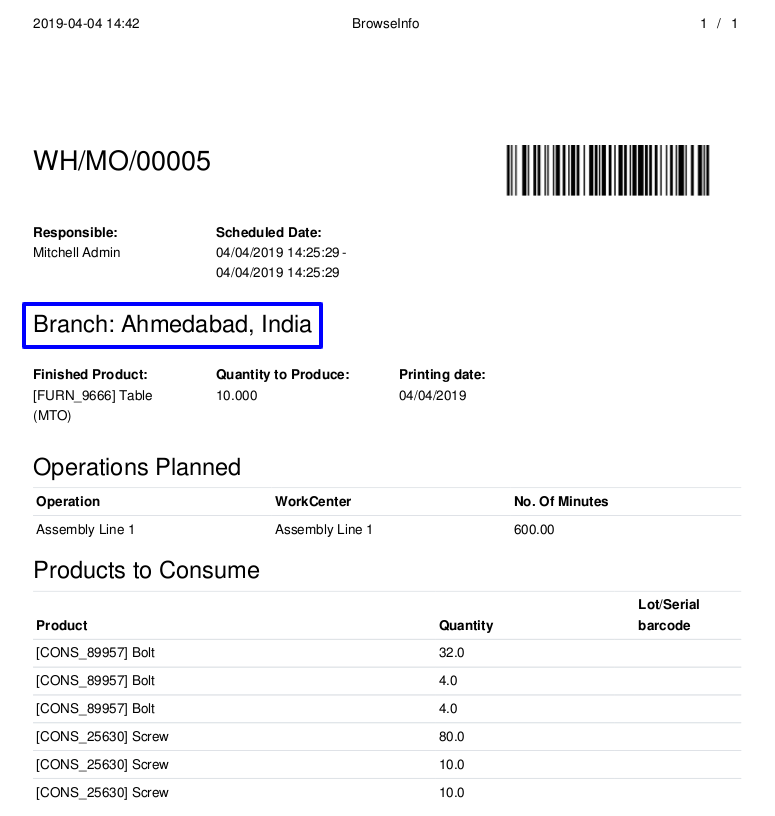 2019-04-04 14:42 BrowseInfo 1 / 1
WH/MO/00005
Responsible: Scheduled Date:
Mitchell Admin 04/04/2019 14:25:29 -
04/04/2019 14:25:29
Branch: Ahmedabad, India
Finished Product: Quantity to Produce: Printing date:
[FURN_9666] Table 10.000 04/04/2019
(MTO)
Operations Planned
Operation WorkCenter No. Of Minutes
Assembly Line 1 Assembly Line 1 600.00
Products to Consume
Lot/Serial
Product Quantity barcode
[CONS_89957] Bolt 32.0
[CONS_89957] Bolt 4.0
[CONS_89957] Bolt 4.0
[CONS_25630] Screw 80.0
[CONS_25630] Screw 10.0
[CONS_25630] Screw 10.0